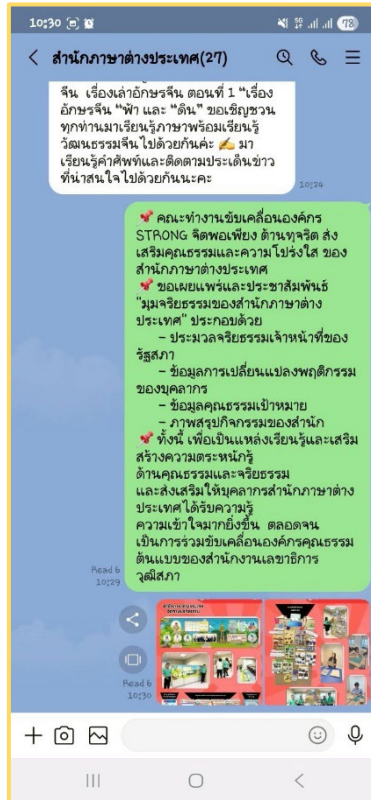 10:30
5G
78
สำนักภาษาต่างประเทศ(27)
จีน เรื่องเล่าอักษรจีน ตอนที่ 1 "เรื่อง
อักษรจีน "ฟ้า และ "ดิน" ขอเชิญชวน
ทุกท่านมาเรียนรู้ภาษาพร้อมเรียนรู้
วัฒนธรรมจีนไปด้วยกันค่ะ ✍️ มา
เรียนรู้คำศัพท์และติดตามประเด็นข่าว
ที่น่าสนใจไปด้วยกันนะคะ
10:24
📌 คณะทำงานขับเคลื่อนองค์กร
STRONG จิตพอเพียง ต้านทุจริต ส่ง
เสริมคุณธรรมและความโปร่งใส ของ
สำนักภาษาต่างประเทศ
📌 ขอเผยแพร่และประชาสัมพันธ์
"มุมจริยธรรมของสำนักภาษาต่าง
ประเทศ" ประกอบด้วย
- ประมวลจริยธรรมเจ้าหน้าที่ของ
รัฐสภา
- ข้อมูลการเปลี่ยนแปลงพฤติกรรม
ของบุคลากร
- ข้อมูลคุณธรรมเป้าหมาย
- ภาพสรุปกิจกรรมของสำนัก
📌 ทั้งนี้ เพื่อเป็นแหล่งเรียนรู้และเสริม
สร้างความตระหนักรู้
ด้านคุณธรรมและจริยธรรม
และส่งเสริมให้บุคลากรสำนักภาษาต่าง
ประเทศได้รับความรู้
ความเข้าใจมากยิ่งขึ้น ตลอดจน
เป็นการร่วมขับเคลื่อนองค์กรคุณธรรม
ต้นแบบของสำนักงานเลขาธิการ
วุฒิสภา
Read 6
10:29
Read 6
10:30